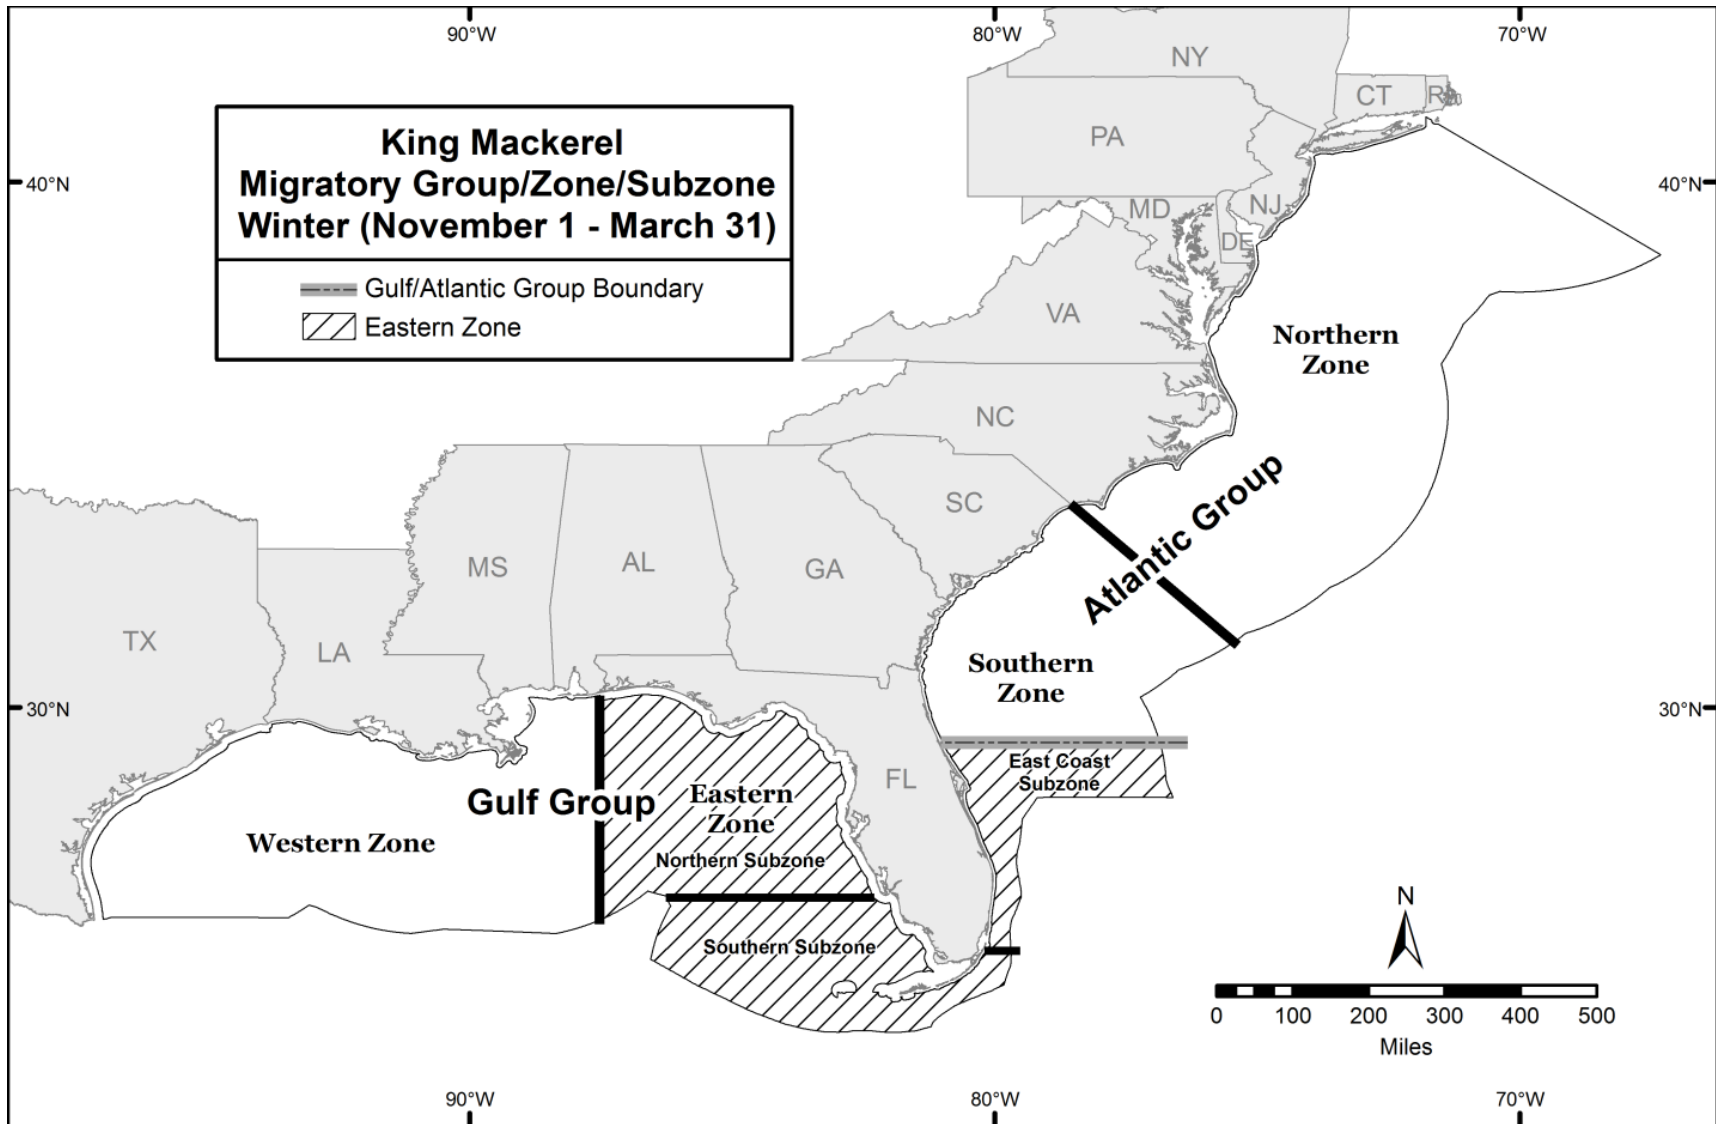 90°W
80°W
70°W
NY
CT
RI
PA
King Mackerel
Migratory Group/Zone/Subzone
Winter (November 1 - March 31)
40°N
40°N
MD
NJ
DE
Gulf/Atlantic Group Boundary
Eastern Zone
VA
Northern
Zone
NC
SC
Atlantic Group
MS
AL
GA
TX
LA
Southern
Zone
30°N
30°N
East Coast
Subzone
FL
Gulf Group
Eastern
Zone
Western Zone
Northern Subzone
Southern Subzone
N
0 100 200 300 400 500
Miles
90°W
80°W
70°W